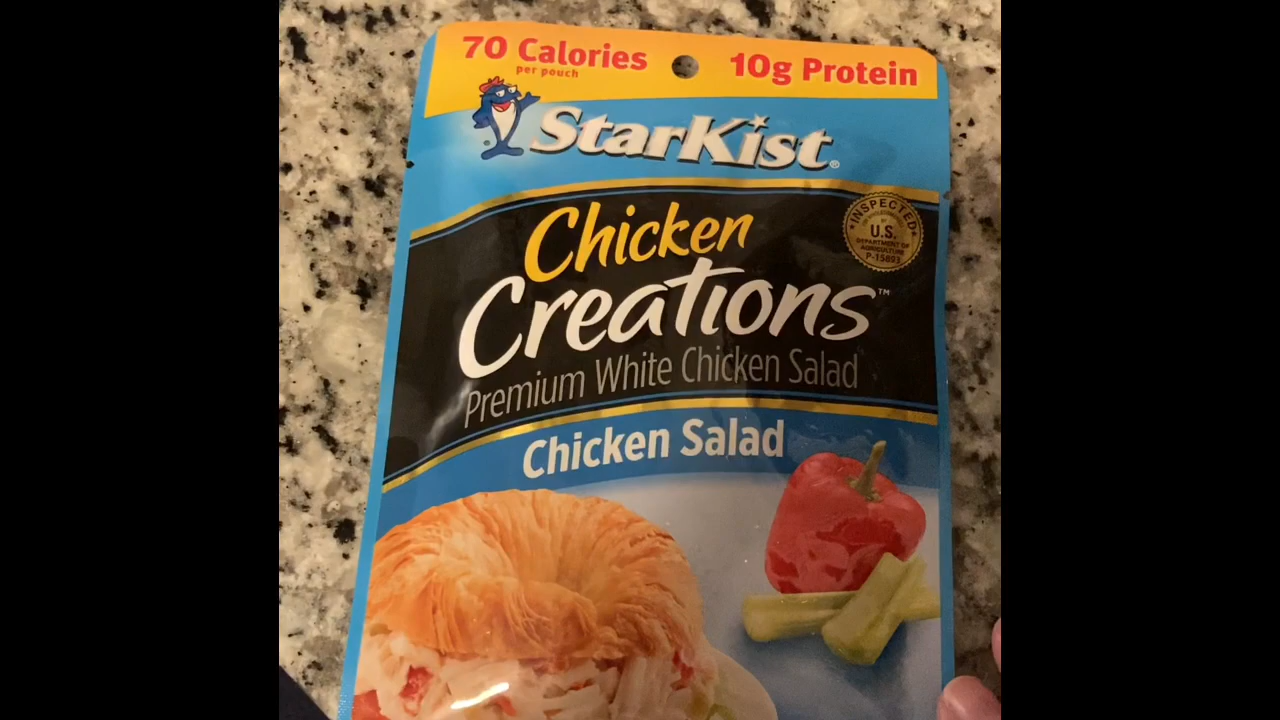 70 Calories
per pouch
10g Protein
StarKist®
Chicken
Creations™
Premium White Chicken Salad
INSPECTED
U.S.
DEPARTMENT OF
AGRICULTURE
P-15893
Chicken Salad